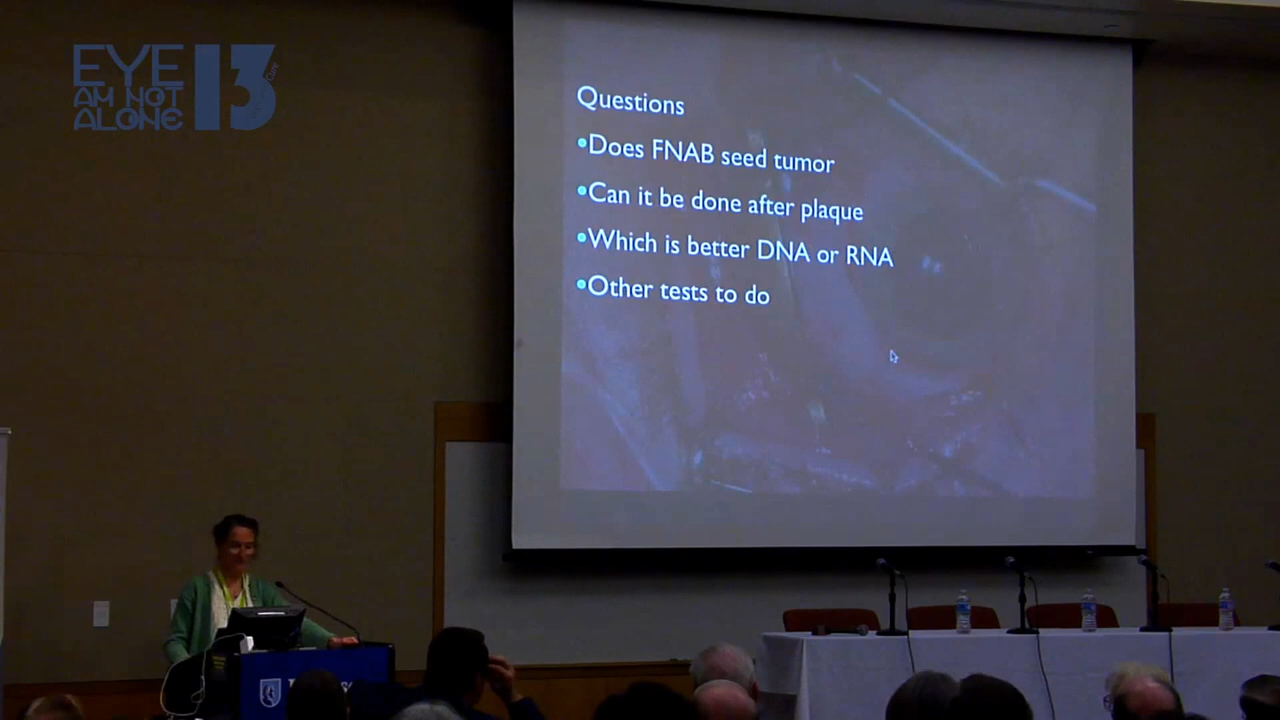 EYE
AM NOT
ALONE
13
Questions
•Does FNAB seed tumor
•Can it be done after plaque
•Which is better DNA or RNA
•Other tests to do